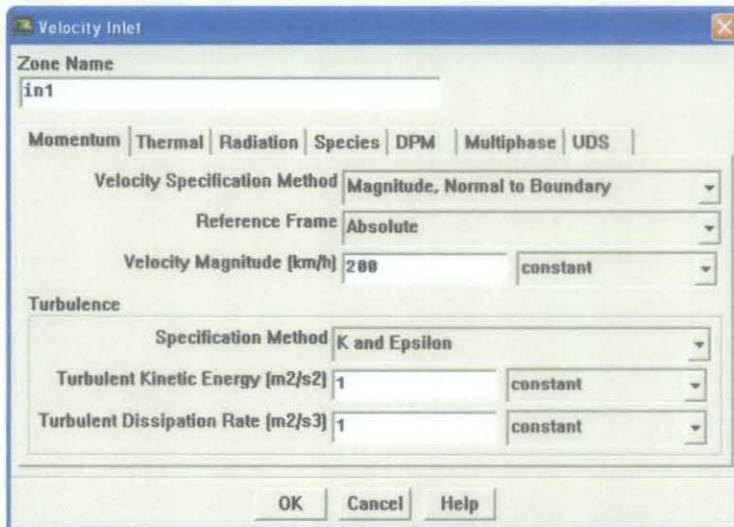 Velocity Inlet
Zone Name
in1
Momentum Thermal Radiation Species DPM Multiphase UDS
Velocity Specification Method Magnitude, Normal to Boundary
Reference Frame Absolute
Velocity Magnitude (km/h) 200 constant
Turbulence
Specification Method K and Epsilon
Turbulent Kinetic Energy (m2/s2) 1 constant
Turbulent Dissipation Rate (m2/s3) 1 constant
OK Cancel Help